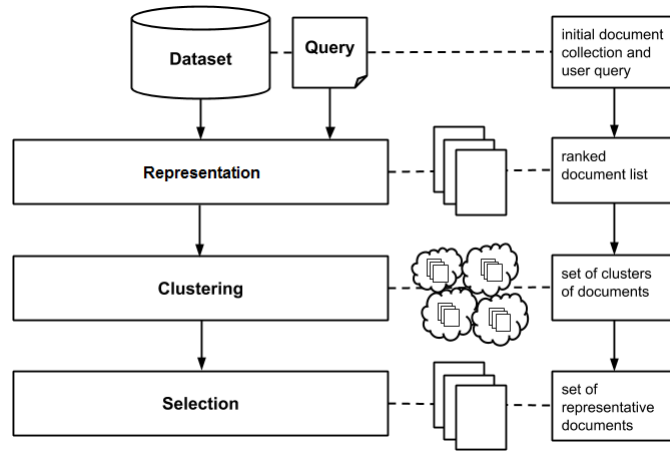 Dataset
Query
initial document
collection and
user query
Representation
ranked
document list
Clustering
set of clusters
of documents
Selection
set of
representative
documents